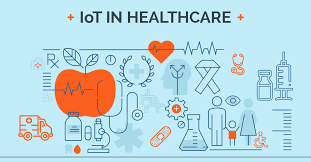 + IoT IN HEALTHCARE +